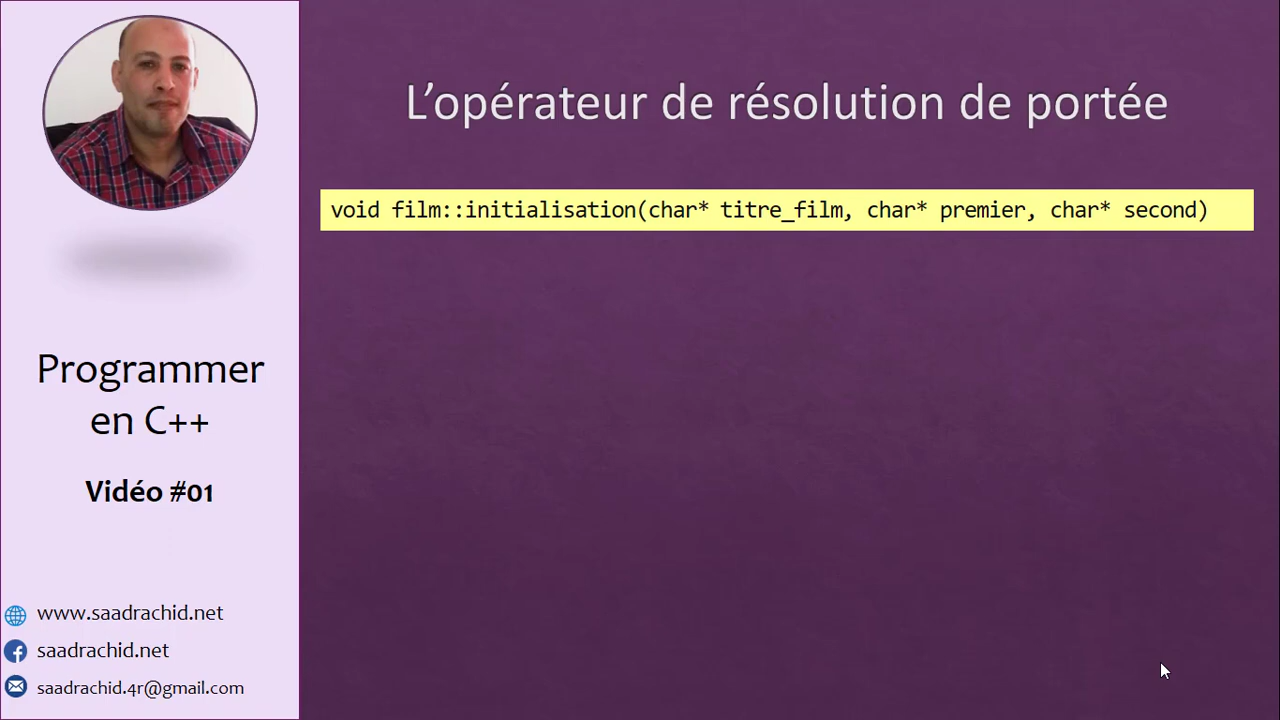 Programmer
en C++
Vidéo #01
www.saadrachid.net
saadrachid.net
saadrachid.4r@gmail.com
L’opérateur de résolution de portée
void film::initialisation(char* titre_film, char* premier, char* second)